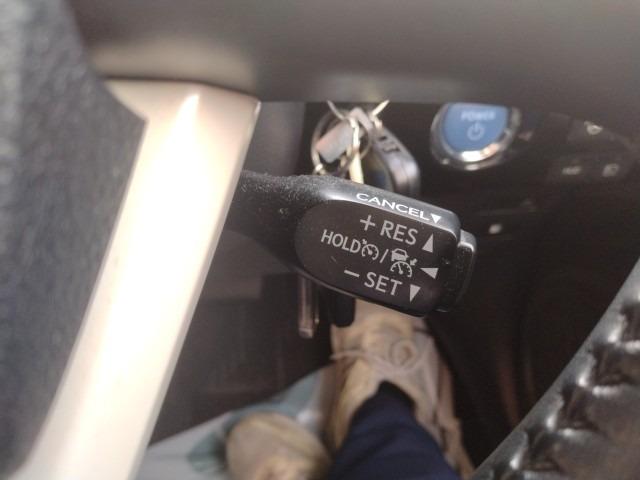 POWER
CANCEL▼
+ RES ▲
HOLD / ◀
− SET ▼